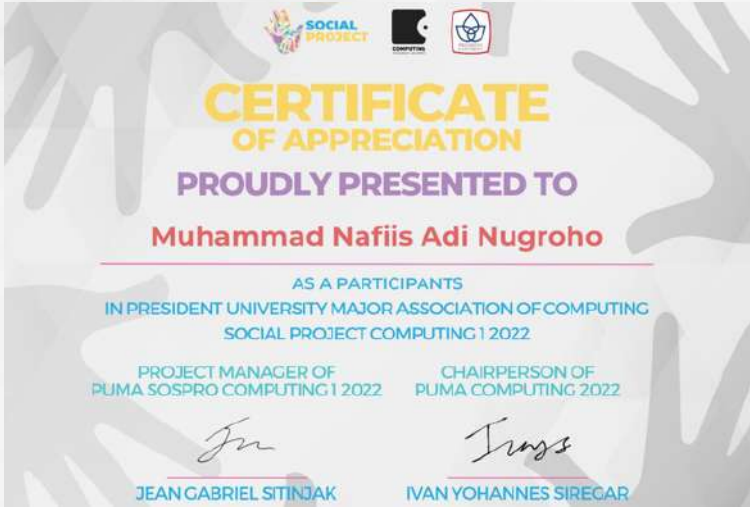 SOCIAL
PROJECT
COMPUTING
CERTIFICATE
OF APPRECIATION
PROUDLY PRESENTED TO
Muhammad Nafiis Adi Nugroho
AS A PARTICIPANTS
IN PRESIDENT UNIVERSITY MAJOR ASSOCIATION OF COMPUTING
SOCIAL PROJECT COMPUTING 1 2022
PROJECT MANAGER OF
PUMA SOSPRO COMPUTING 1 2022
CHAIRPERSON OF
PUMA COMPUTING 2022
JEAN GABRIEL SITINJAK
IVAN YOHANNES SIREGAR